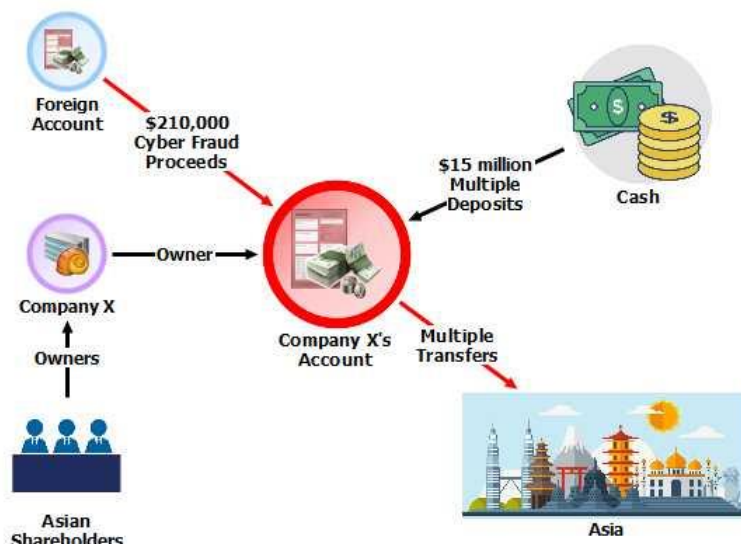 Foreign
Account
$210,000
Cyber Fraud
Proceeds
$15 million
Multiple
Deposits
Cash
Company X
Owner
Company X's
Account
Owners
Multiple
Transfers
Asian
Shareholders
Asia